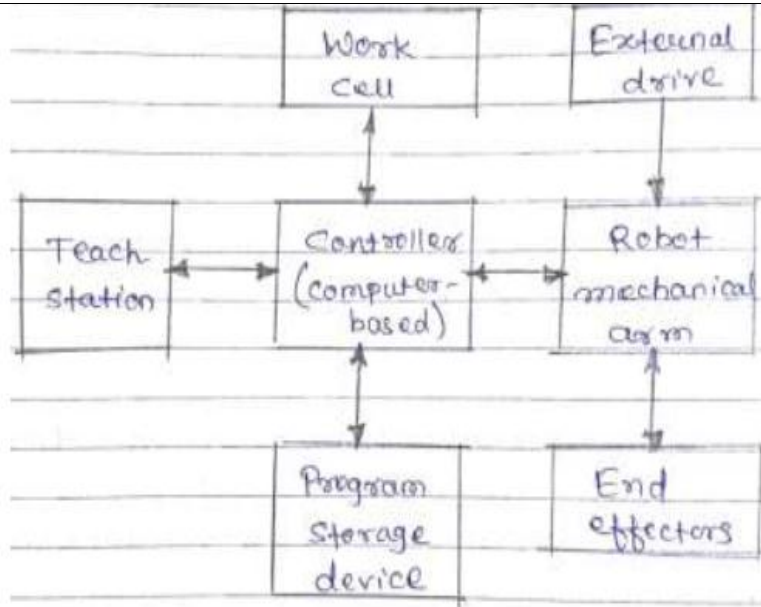 Work
cell
External
drive
Teach
station
Controller
(computer-
based)
Robot
mechanical
arm
Program
storage
device
End
effectors